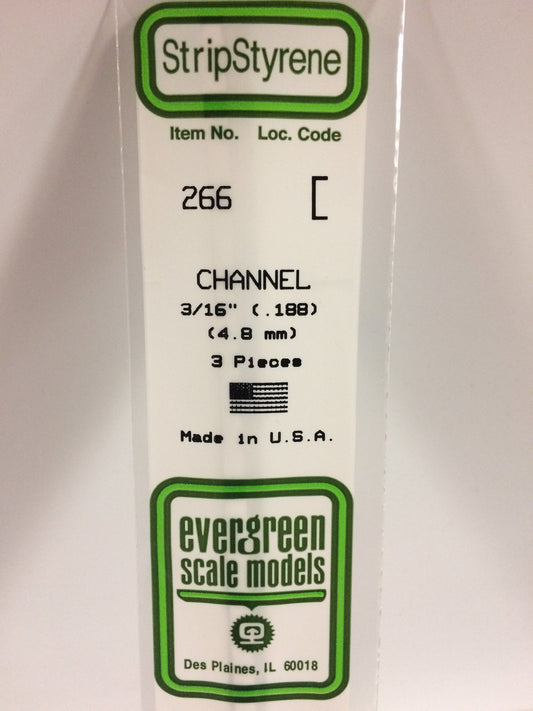 StripStyrene
Item No. Loc. Code
266
CHANNEL
3/16" (.188)
(4.8 mm)
3 Pieces
Made in U.S.A.
evergreen
scale models
Des Plaines, IL 60018